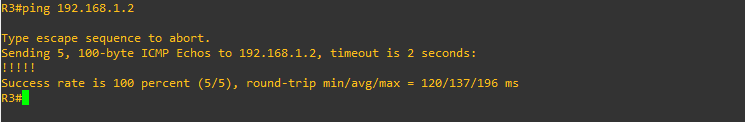 R3#ping 192.168.1.2
Type escape sequence to abort.
Sending 5, 100-byte ICMP Echos to 192.168.1.2, timeout is 2 seconds:
!!!!!
Success rate is 100 percent (5/5), round-trip min/avg/max = 120/137/196 ms
R3#